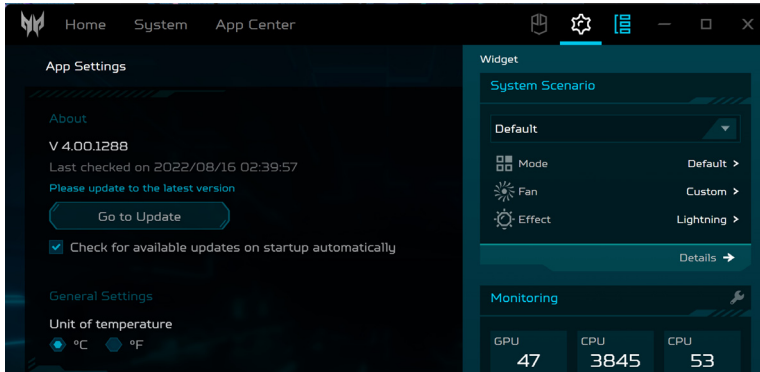 Home System App Center
App Settings
About
V 4.00.1288
Last checked on 2022/08/16 02:39:57
Please update to the latest version
Go to Update
Check for available updates on startup automatically
General Settings
Unit of temperature
°C °F
Widget
System Scenario
Default
Mode Default >
Fan Custom >
Effect Lightning >
Details →
Monitoring
GPU CPU CPU
47 3845 53